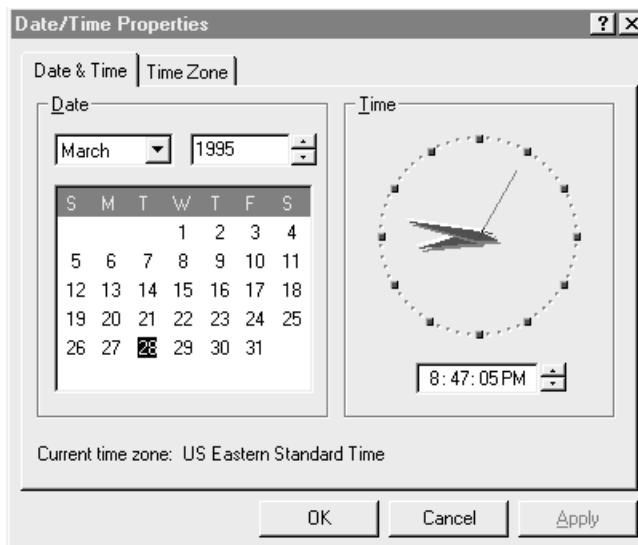 Date/Time Properties
? X
Date & Time
Time Zone
Date
March
1995
S M T W T F S
1 2 3 4
5 6 7 8 9 10 11
12 13 14 15 16 17 18
19 20 21 22 23 24 25
26 27 28 29 30 31
Time
8:47:05 PM
Current time zone: US Eastern Standard Time
OK
Cancel
Apply